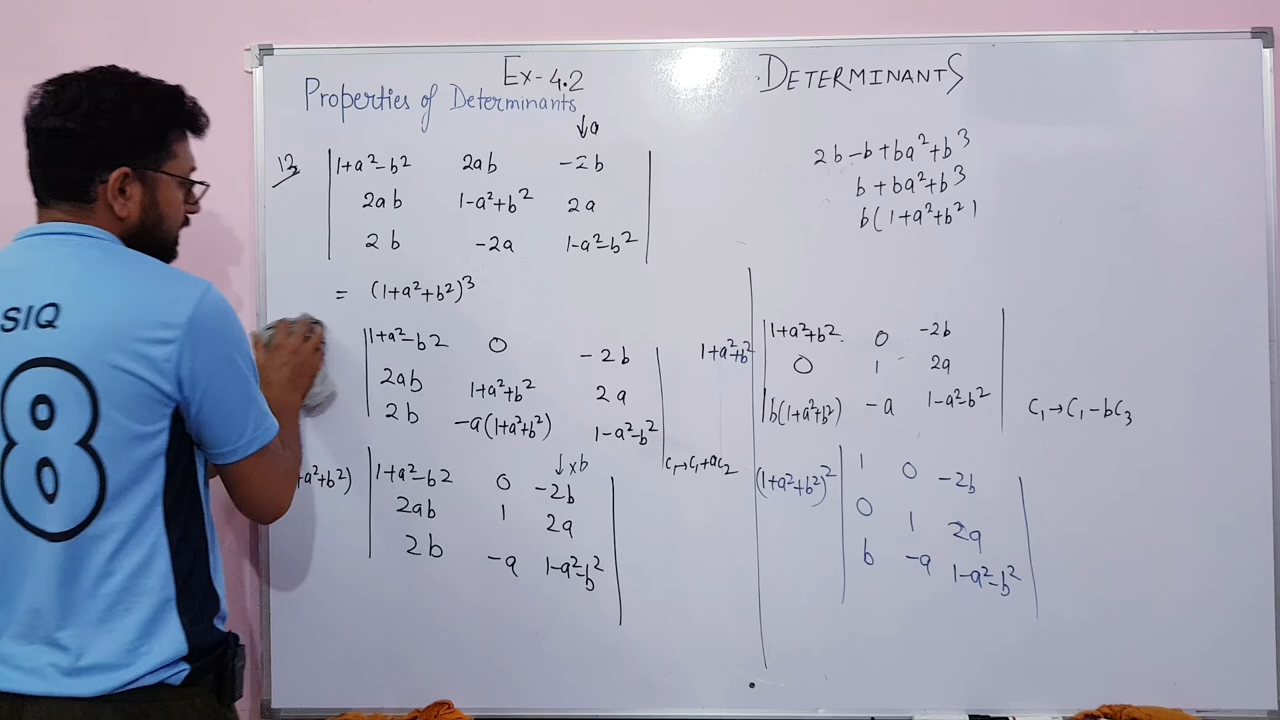 Ex-4.2
Properties of Determinants
DETERMINANTS
↓a
13
1+a²-b² 2ab -2b
2ab 1-a²+b² 2a
2b -2a 1-a²-b²
= (1+a²+b²)³
1+a²-b² 0 -2b
2ab 1+a²+b² 2a
2b -a(1+a²+b²) 1-a²-b²
C₁→C₁+aC₂
↓xb
+a²+b²) 1+a²-b² 0 -2b
2ab 1 2a
2b -a 1-a²-b²
2b-b+ba²+b³
b+ba²+b³
b(1+a²+b²)
1+a²+b² 1+a²+b² 0 -2b
0 1 2a
b(1+a²+b²) -a 1-a²-b²
C₁→C₁-bC₃
(1+a²+b²)² 1 0 -2b
0 1 2a
b -a 1-a²-b²
SIQ
8